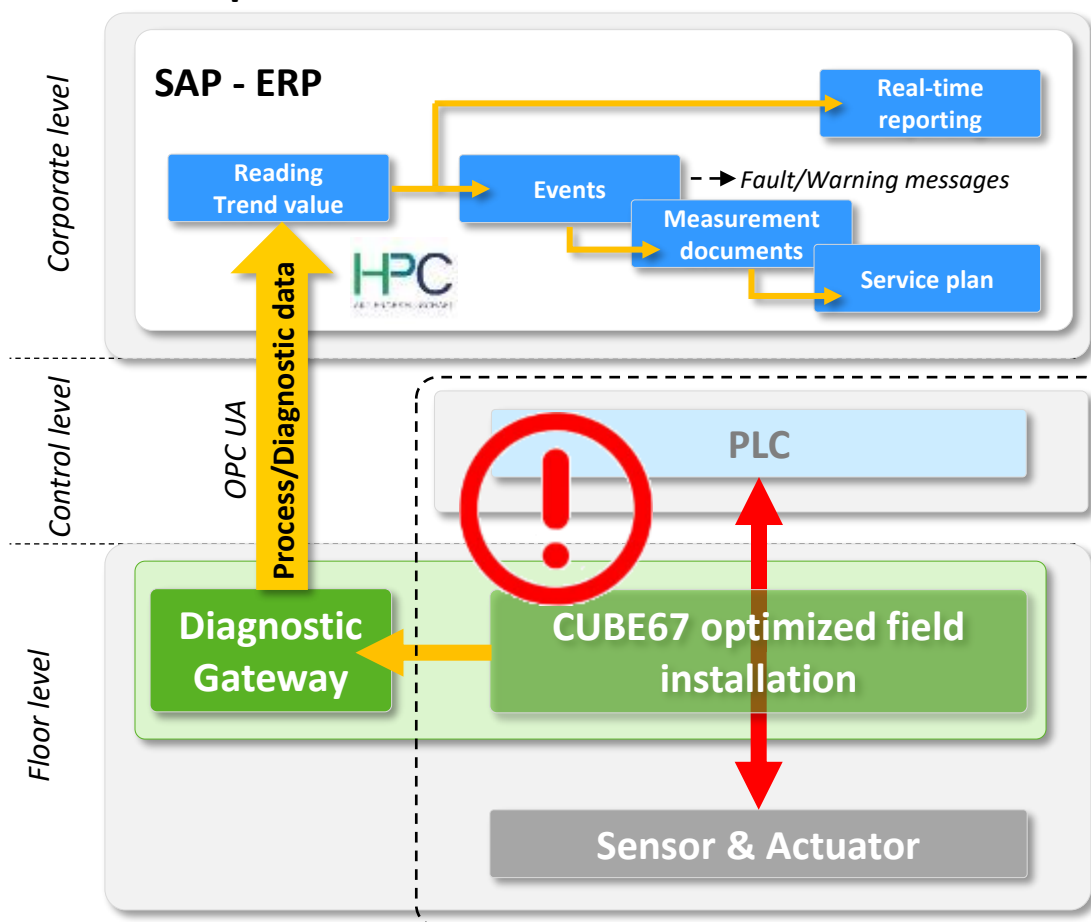 Corporate level
SAP - ERP
Real-time
reporting
Reading
Trend value
Events
Fault/Warning messages
Measurement
documents
Service plan
HPC
Process/Diagnostic data
OPC UA
Control level
PLC
Floor level
Diagnostic
Gateway
CUBE67 optimized field
installation
Sensor & Actuator